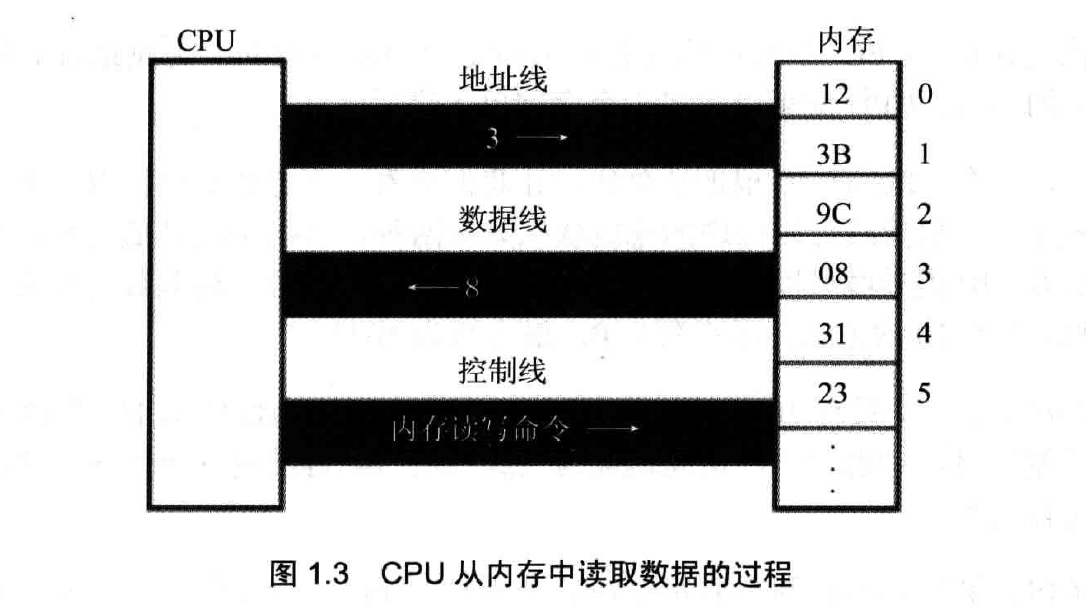 CPU
内存
地址线
12 0
3 →
3B 1
数据线
9C 2
← 8
08 3
31 4
控制线
23 5
内存读写命令 →
图 1.3 CPU 从内存中读取数据的过程